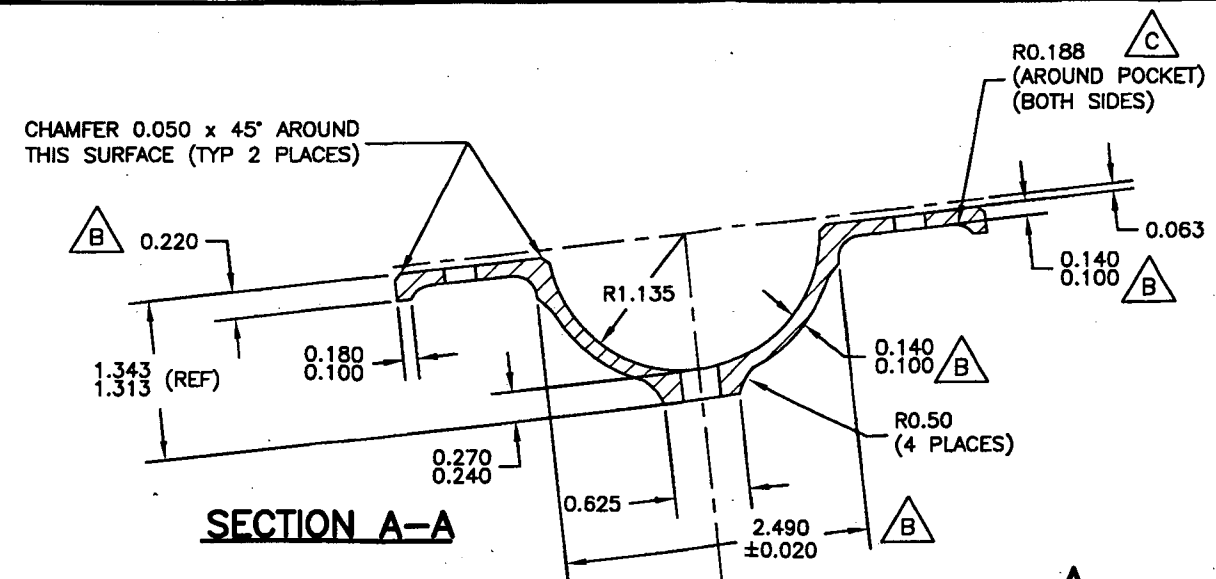 C
R0.188
(AROUND POCKET)
(BOTH SIDES)
CHAMFER 0.050 x 45° AROUND
THIS SURFACE (TYP 2 PLACES)
B 0.220
0.063
0.140
0.100 B
R1.135
0.180
0.100
0.140
0.100 B
1.343
1.313 (REF)
R0.50
(4 PLACES)
0.270
0.240
0.625
2.490
±0.020
B
SECTION A-A
A